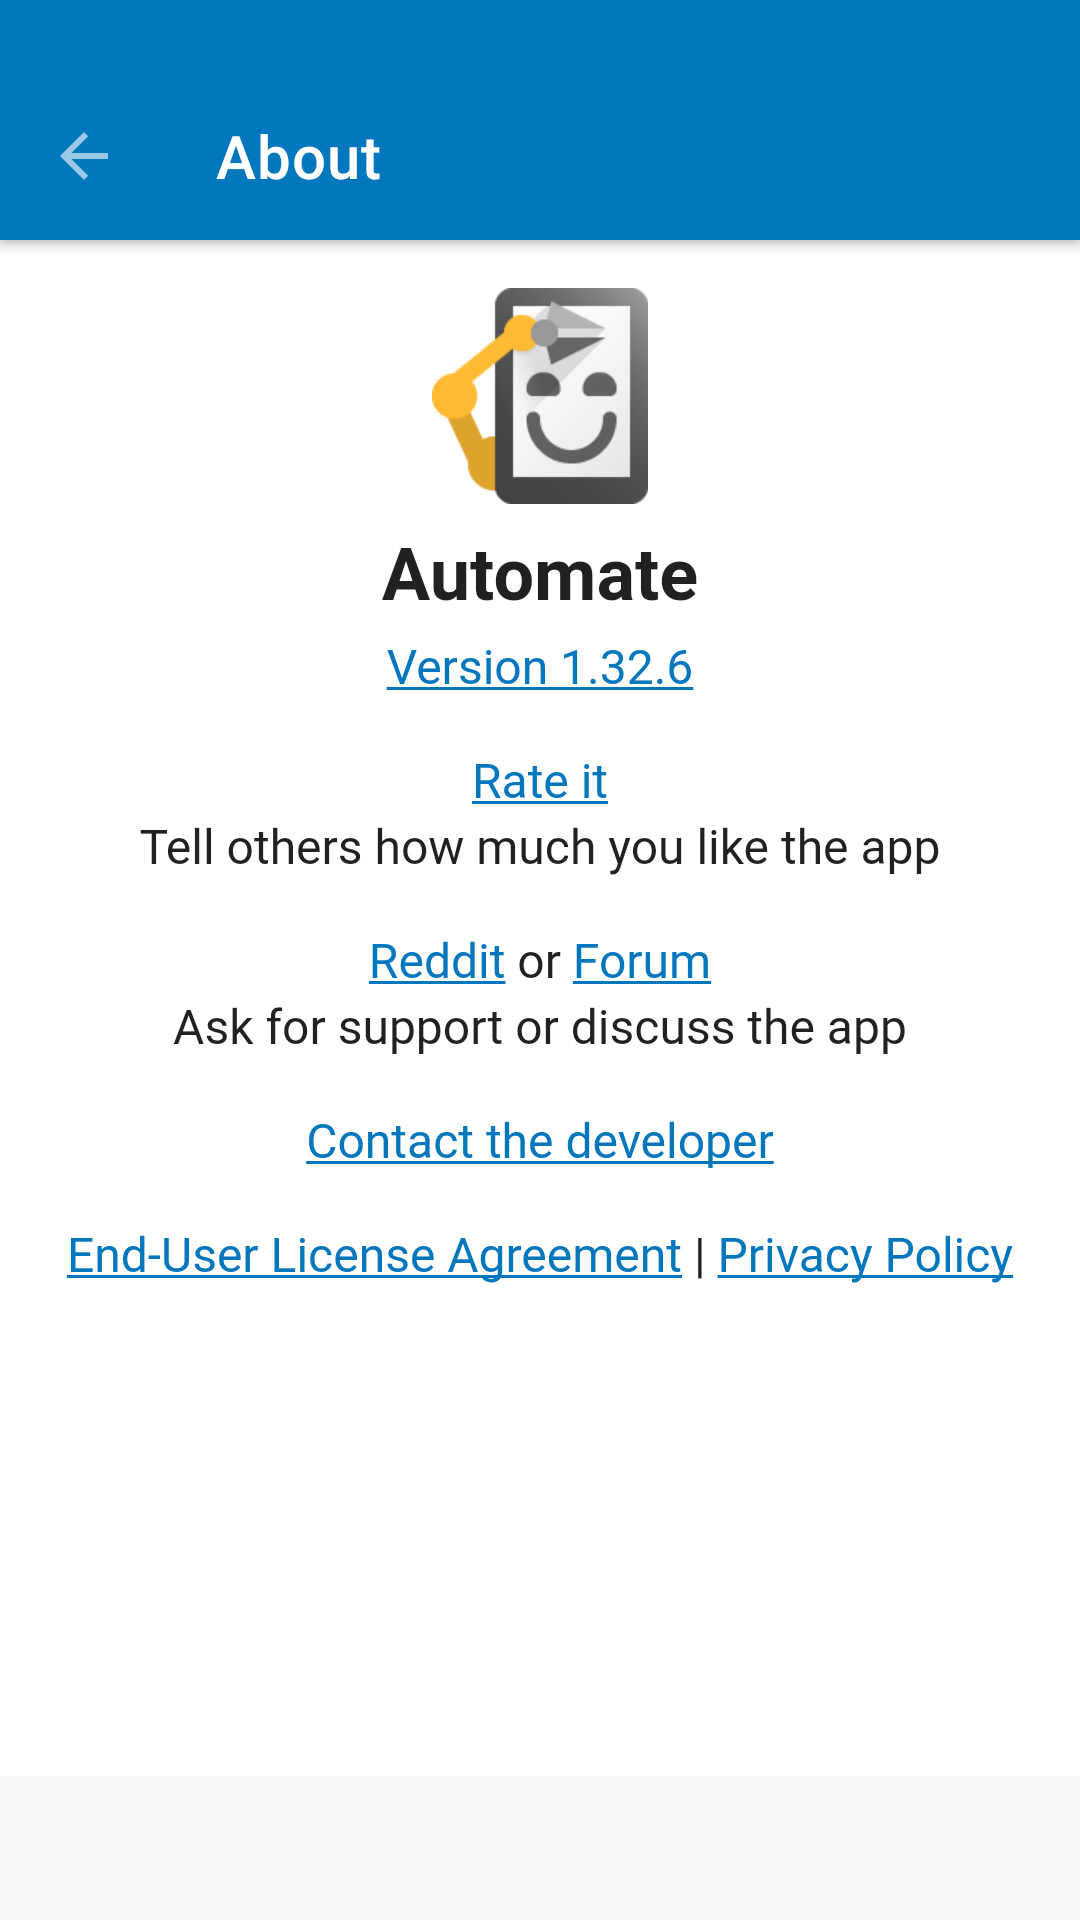 About
Automate
Version 1.32.6
Rate it
Tell others how much you like the app
Reddit or Forum
Ask for support or discuss the app
Contact the developer
End-User License Agreement | Privacy Policy